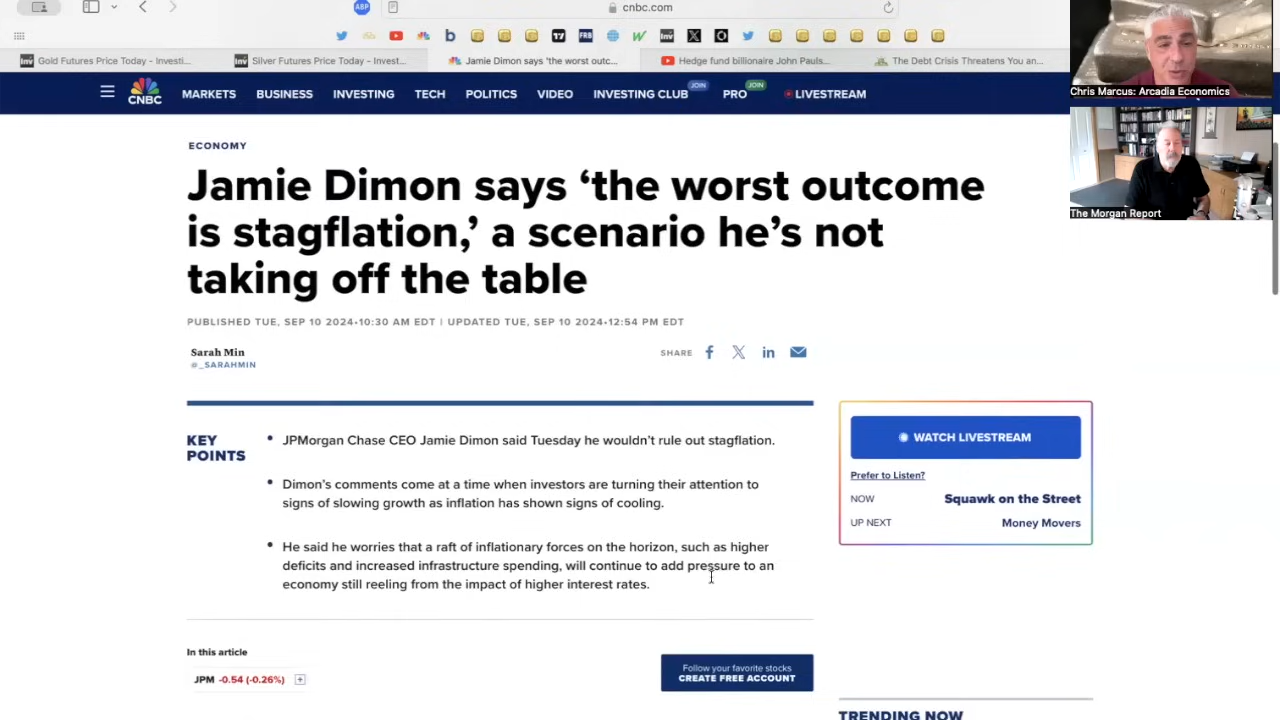 ABP
cnbc.com
Gold Futures Price Today - Investi...
Silver Futures Price Today - Invest...
Jamie Dimon says 'the worst outc...
Hedge fund billionaire John Pauls...
The Debt Crisis Threatens You an...
Chris Marcus: Arcadia Economics
The Morgan Report
CNBC
MARKETS
BUSINESS
INVESTING
TECH
POLITICS
VIDEO
INVESTING CLUB
JOIN
PRO
JOIN
LIVESTREAM
ECONOMY
Jamie Dimon says ‘the worst outcome
is stagflation,’ a scenario he’s not
taking off the table
PUBLISHED TUE, SEP 10 2024•10:30 AM EDT | UPDATED TUE, SEP 10 2024•12:54 PM EDT
Sarah Min
@_SARAHMIN
SHARE
KEY
POINTS
• JPMorgan Chase CEO Jamie Dimon said Tuesday he wouldn’t rule out stagflation.
• Dimon’s comments come at a time when investors are turning their attention to
signs of slowing growth as inflation has shown signs of cooling.
• He said he worries that a raft of inflationary forces on the horizon, such as higher
deficits and increased infrastructure spending, will continue to add pressure to an
economy still reeling from the impact of higher interest rates.
WATCH LIVESTREAM
Prefer to Listen?
NOW
Squawk on the Street
UP NEXT
Money Movers
In this article
JPM -0.54 (-0.26%)
Follow your favorite stocks
CREATE FREE ACCOUNT
TRENDING NOW